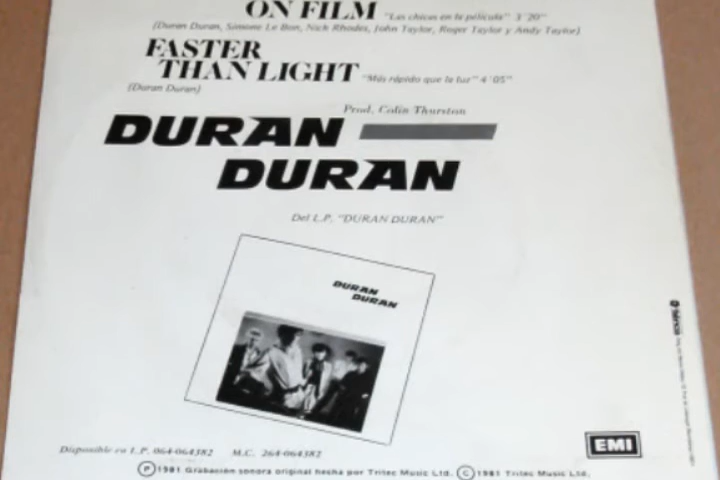 ON FILM "Las chicas en la película" 3'20"
(Duran Duran, Simone Le Bon, Nick Rhodes, John Taylor, Roger Taylor y Andy Taylor)
FASTER
THAN LIGHT "Más rápido que la luz" 4'05"
(Duran Duran)
Prod. Colin Thurston
DURAN
DURAN
Del L.P. "DURAN DURAN"
DURAN
DURAN
EMI
Disponible en L.P. 064-064382 M.C. 264-064382
Ⓟ 1981 Grabación sonora original hecha por Tritec Music Ltd. © 1981 Tritec Music Ltd.